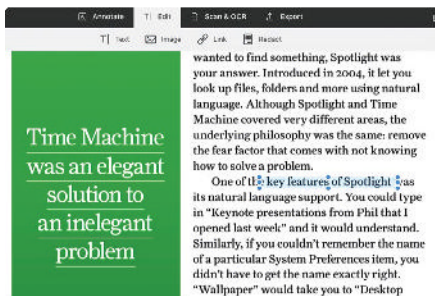 Annotate
Edit
Scan & OCR
Export
Text
Image
Link
Redact
Time Machine
was an elegant
solution to
an inelegant
problem
wanted to find something, Spotlight was
your answer. Introduced in 2004, it let you
look up files, folders and more using natural
language. Although Spotlight and Time
Machine covered very different areas, the
underlying philosophy was the same: remove
the fear factor that comes with not knowing
how to solve a problem.
One of the key features of Spotlight was
its natural language support. You could type
in “Keynote presentations from Phil that I
opened last week” and it would understand.
Similarly, if you couldn’t remember the name
of a particular System Preferences item, you
didn’t have to get the name exactly right.
“Wallpaper” would take you to “Desktop